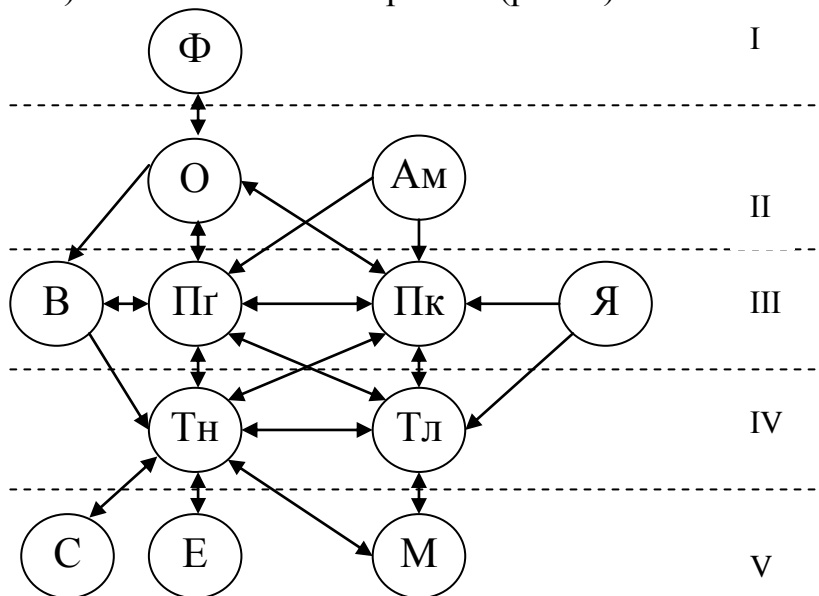 Ф I
О Ам II
В Пг Пк Я III
Тн Тл IV
С Е М V